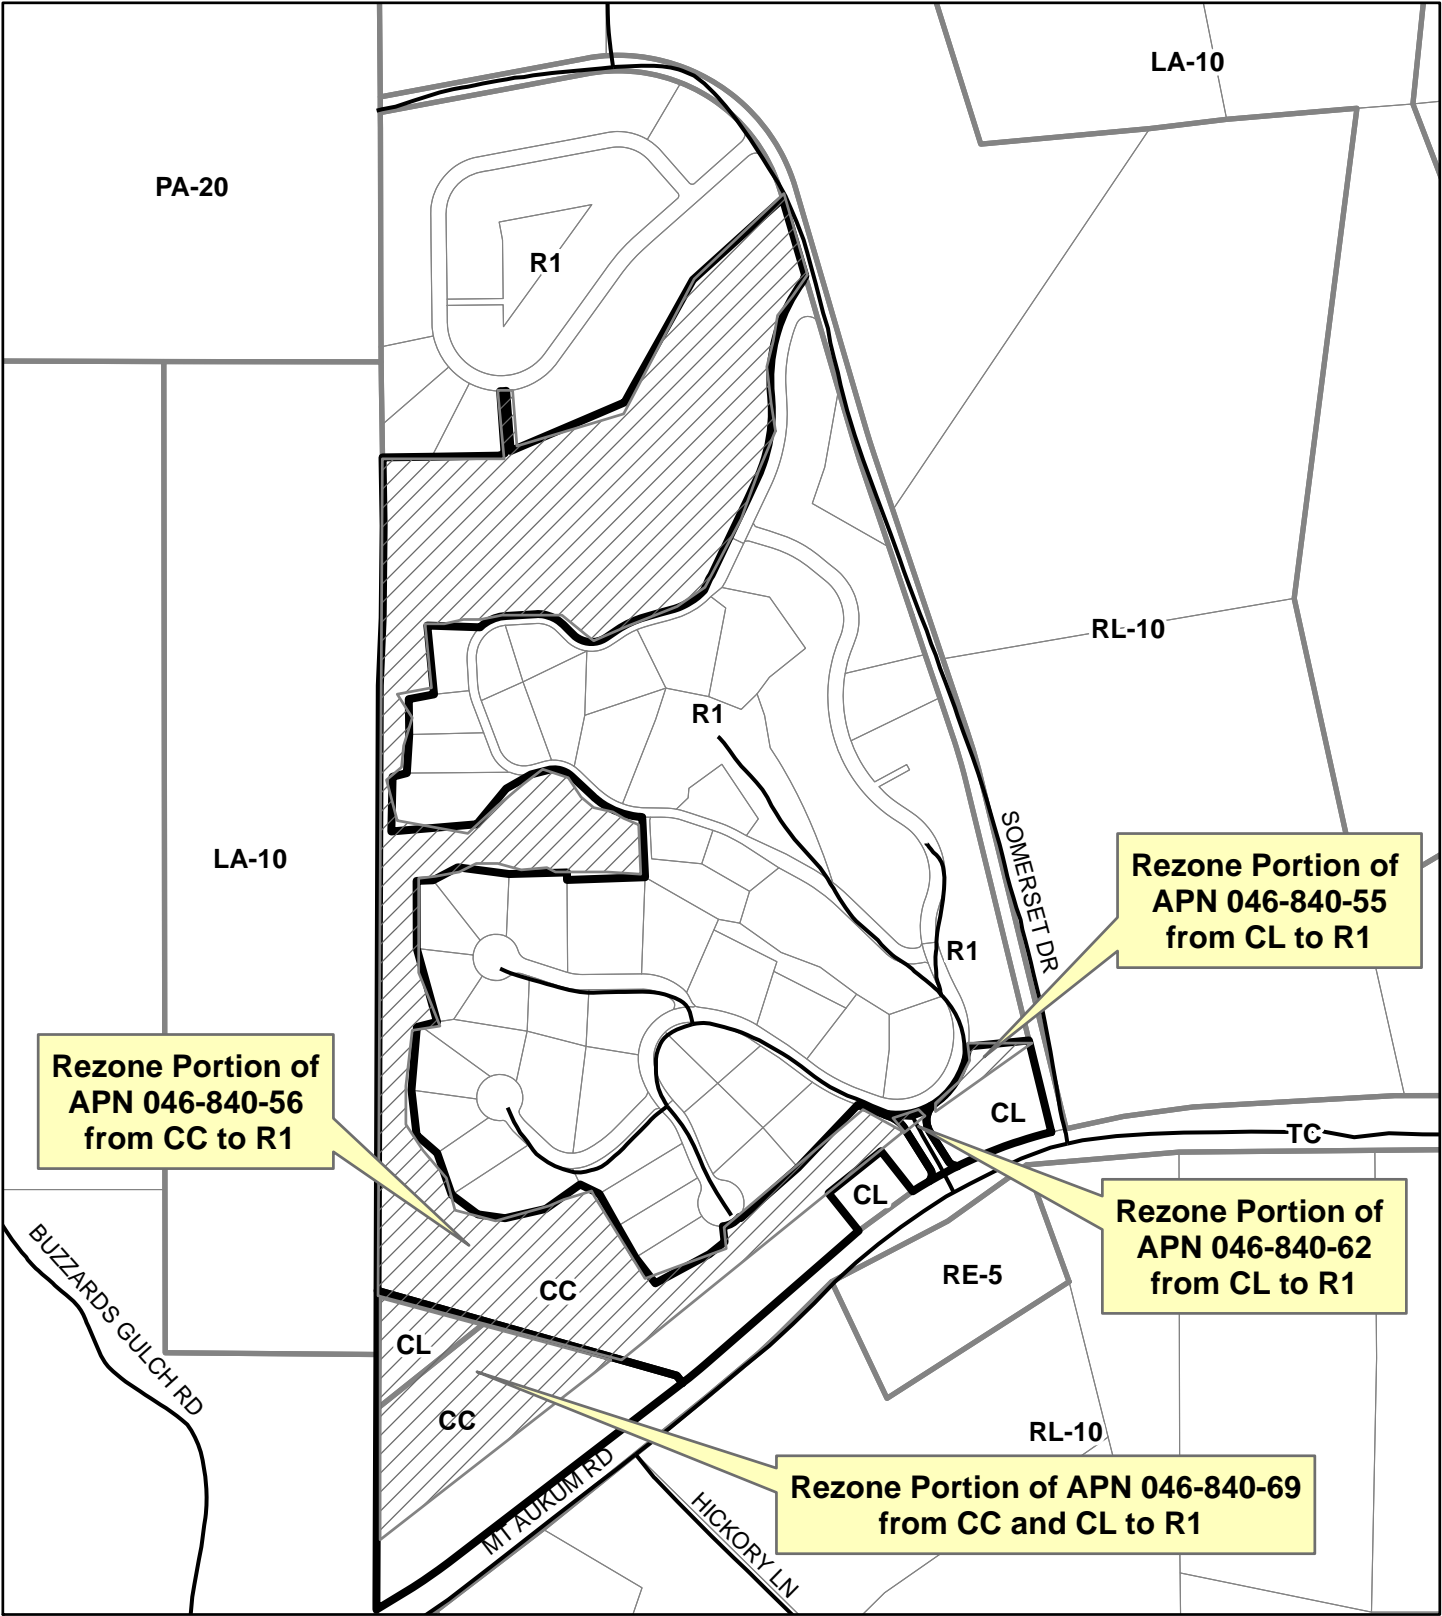 LA-10
PA-20
R1
RL-10
R1
SOMERSET DR
LA-10
Rezone Portion of
APN 046-840-55
from CL to R1
R1
Rezone Portion of
APN 046-840-56
from CC to R1
CL
TC
CL
Rezone Portion of
APN 046-840-62
from CL to R1
RE-5
CC
BUZZARDS GULCH RD
CL
CC
RL-10
Rezone Portion of APN 046-840-69
from CC and CL to R1
MT AUKUM RD
HICKORY LN